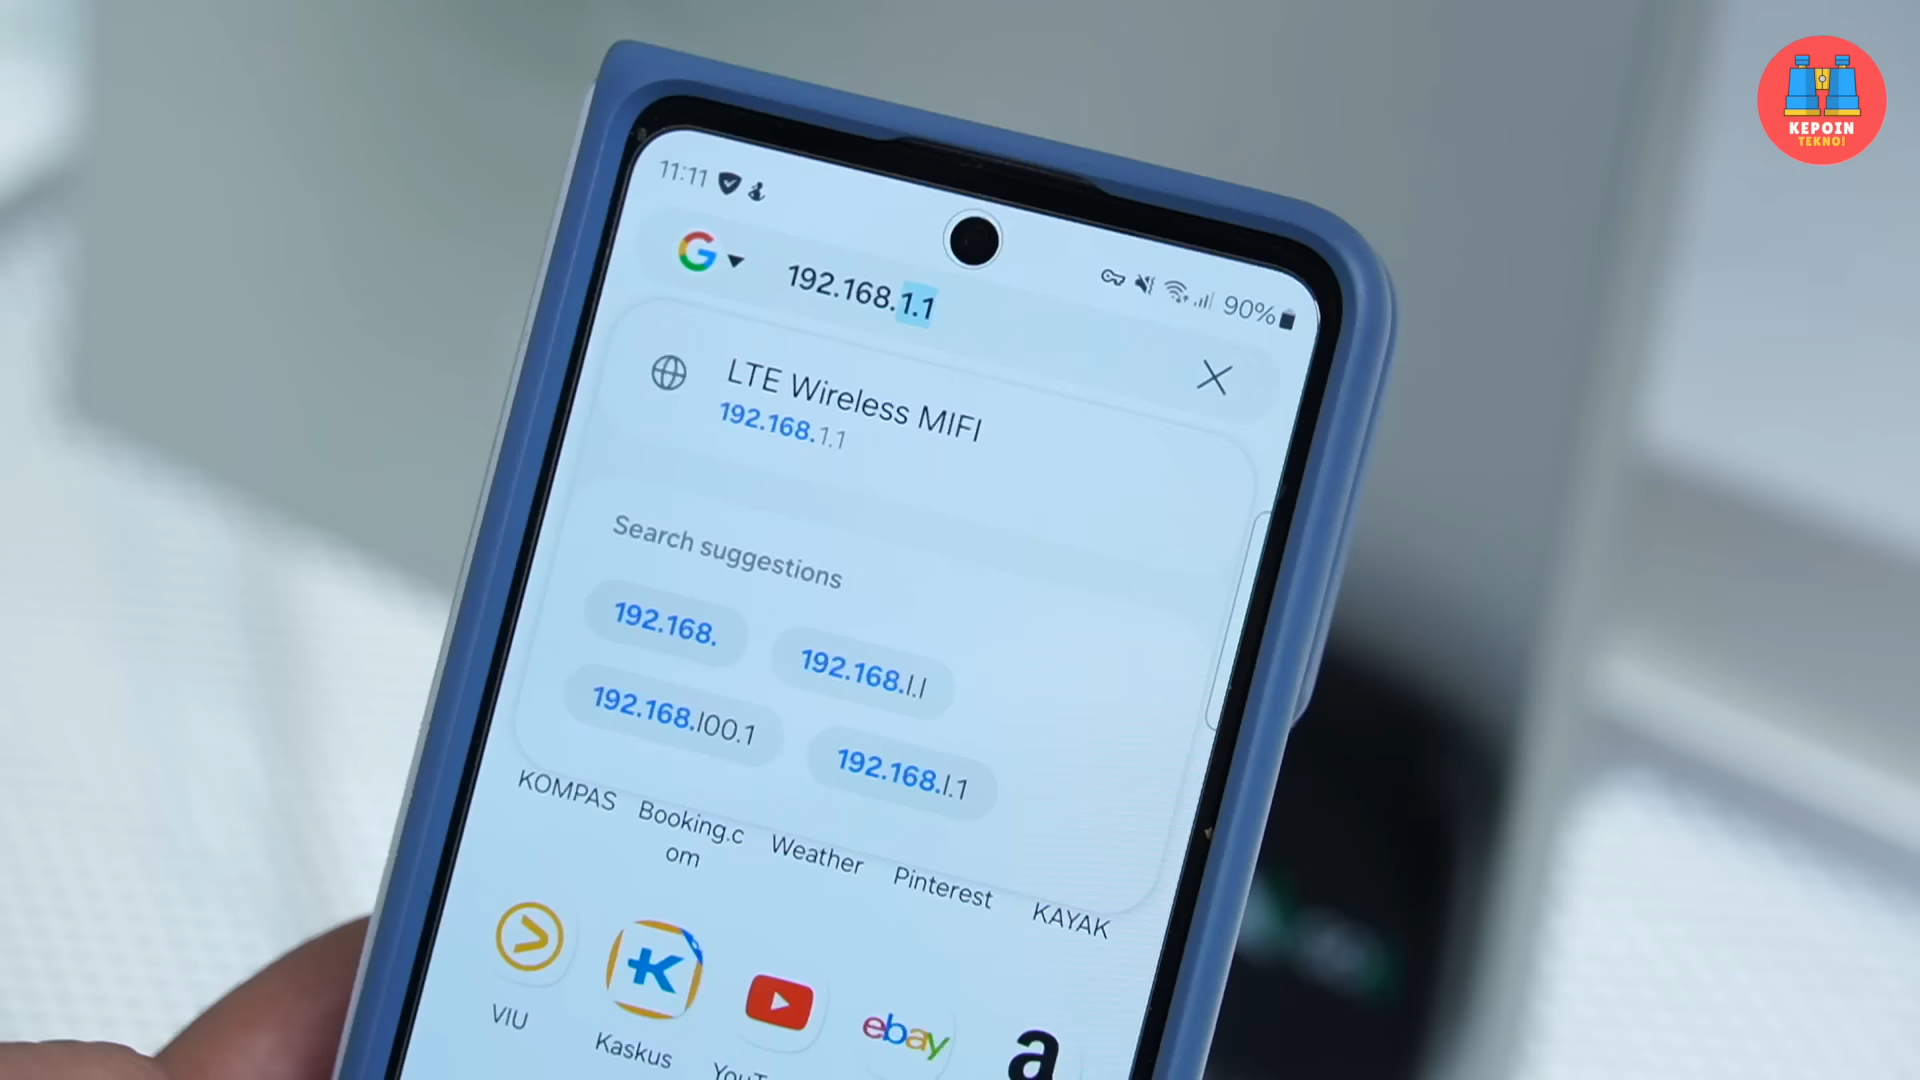 KEPOIN
TEKNO!
11:11
90%
192.168.1.1
LTE Wireless MIFI
192.168.1.1
Search suggestions
192.168.
192.168.l.l
192.168.l00.1
192.168.l.1
KOMPAS
Booking.c
om
Weather
Pinterest
KAYAK
ebay
a
VIU
Kaskus
YouT